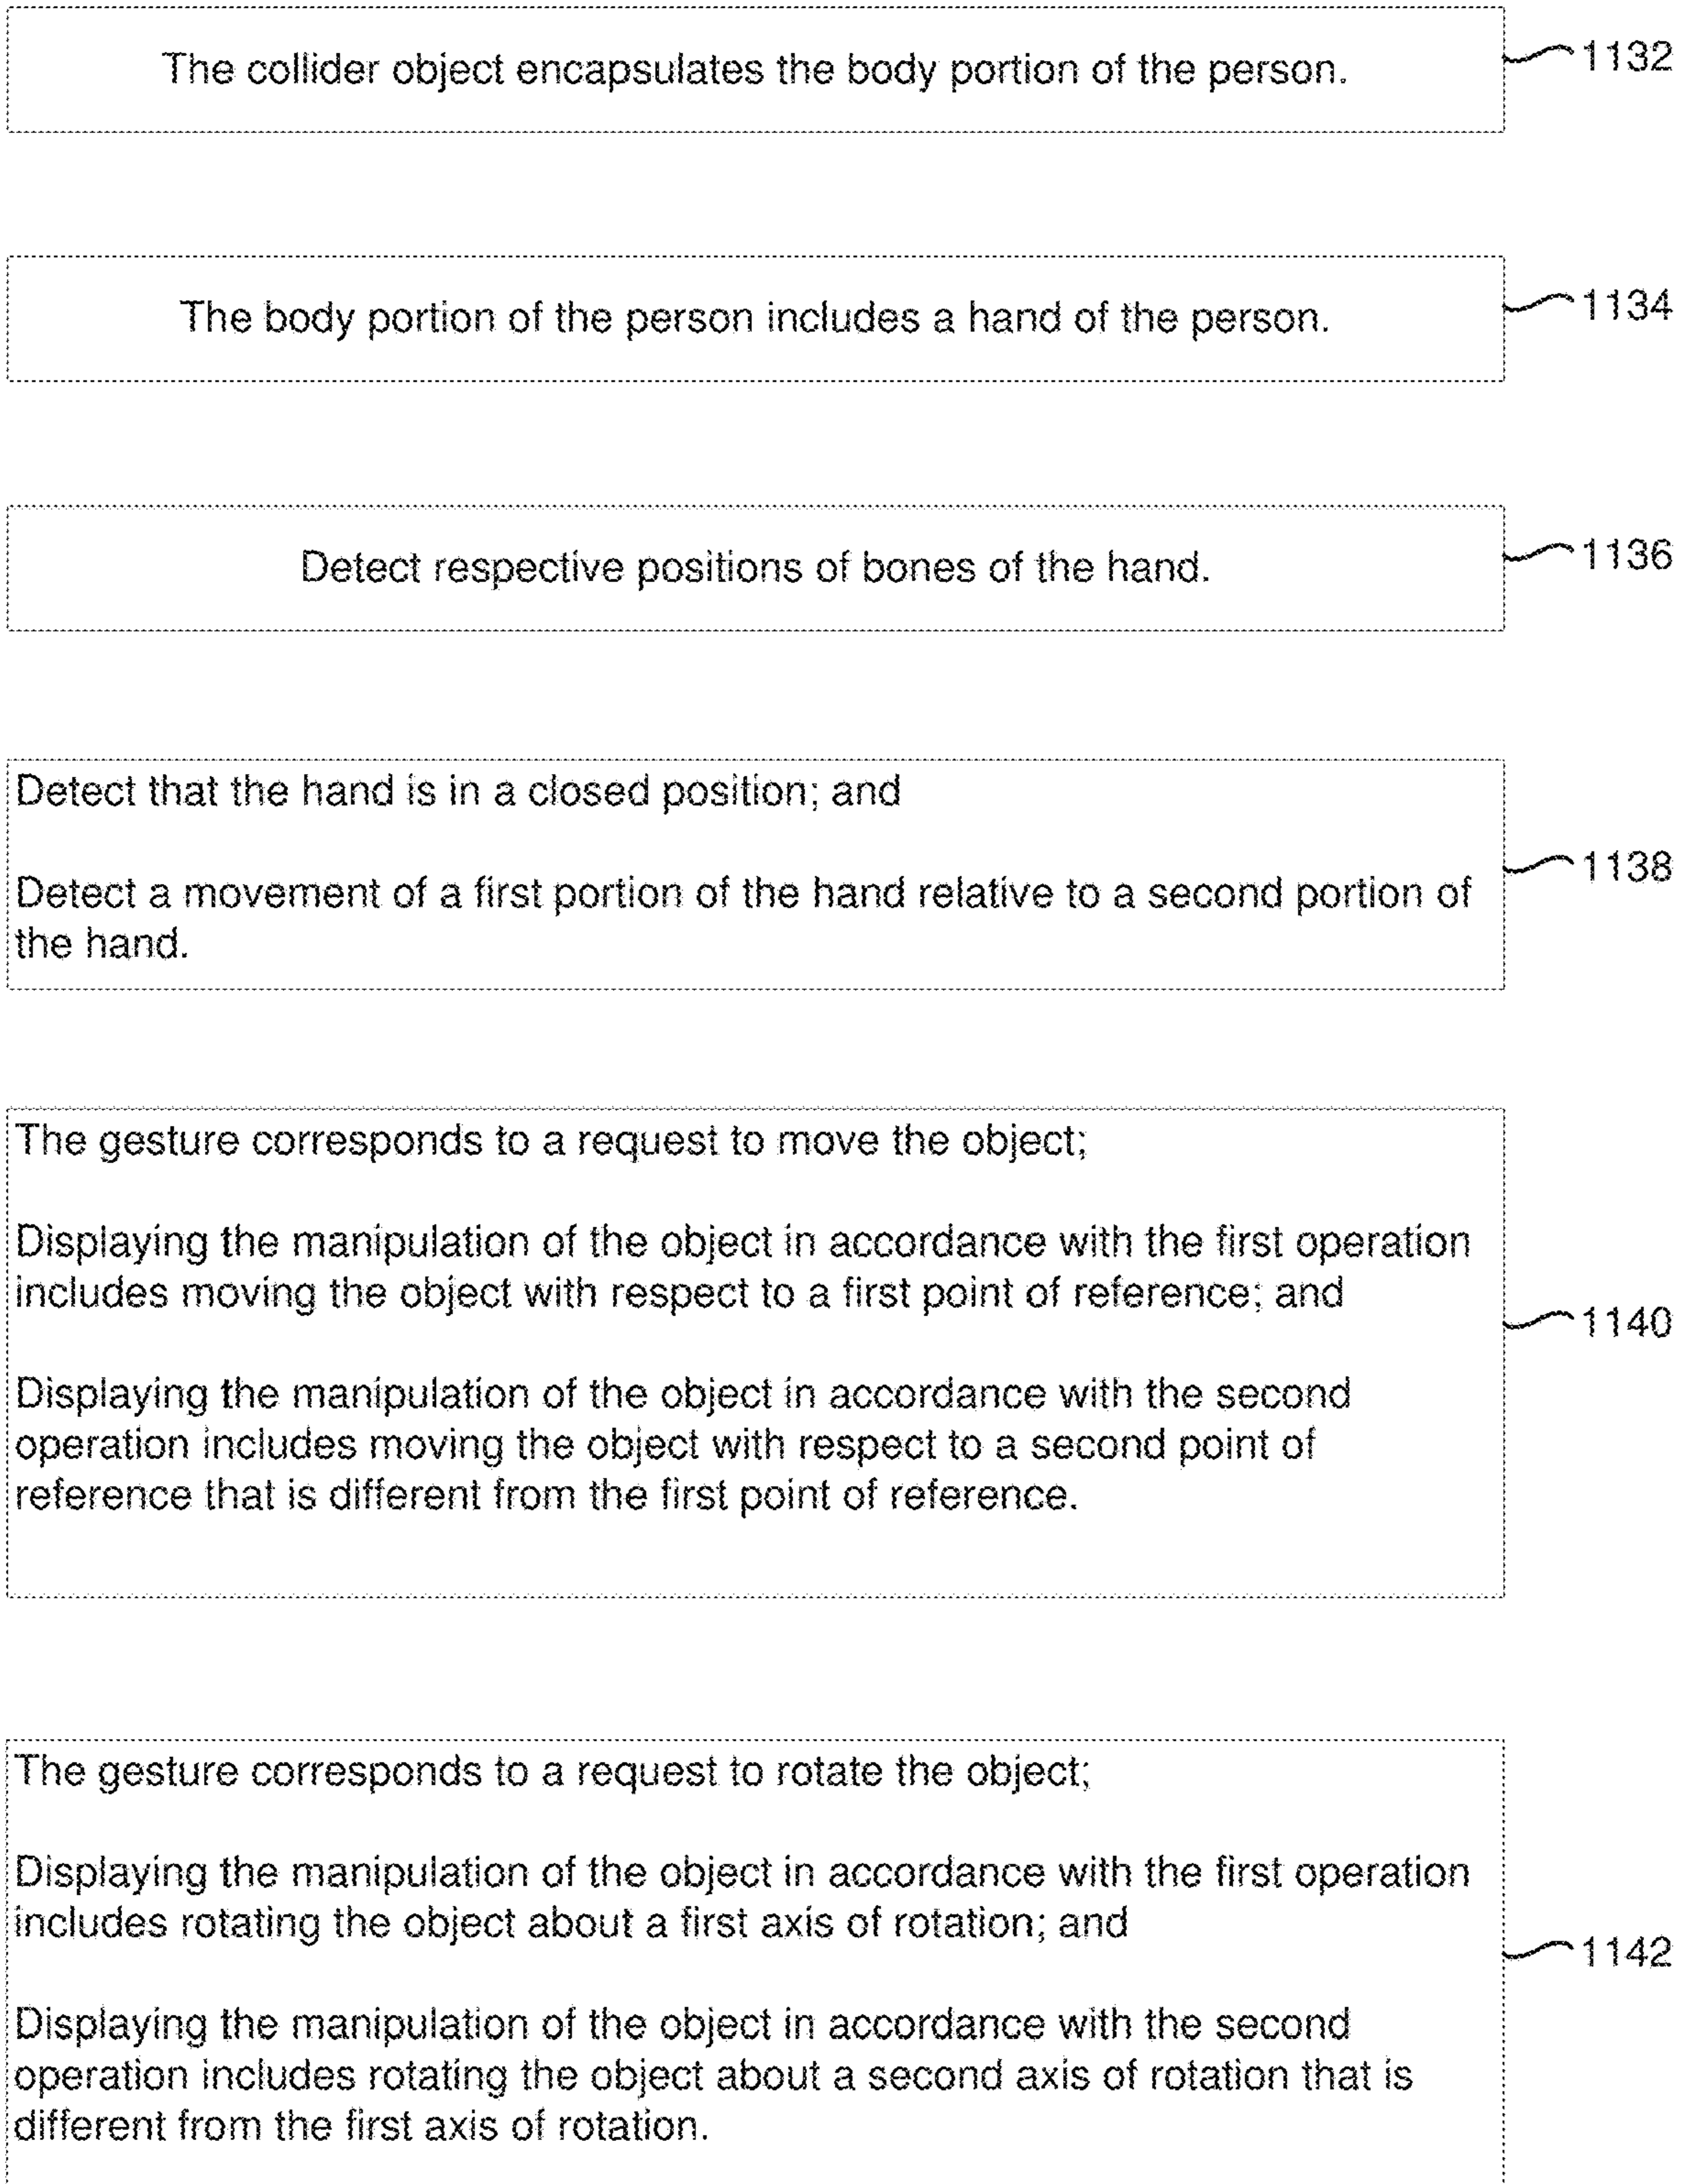 The collider object encapsulates the body portion of the person.
1132
The body portion of the person includes a hand of the person.
1134
Detect respective positions of bones of the hand.
1136
Detect that the hand is in a closed position; and
Detect a movement of a first portion of the hand relative to a second portion of
the hand.
1138
The gesture corresponds to a request to move the object;
Displaying the manipulation of the object in accordance with the first operation
includes moving the object with respect to a first point of reference; and
Displaying the manipulation of the object in accordance with the second
operation includes moving the object with respect to a second point of
reference that is different from the first point of reference.
1140
The gesture corresponds to a request to rotate the object;
Displaying the manipulation of the object in accordance with the first operation
includes rotating the object about a first axis of rotation; and
Displaying the manipulation of the object in accordance with the second
operation includes rotating the object about a second axis of rotation that is
different from the first axis of rotation.
1142